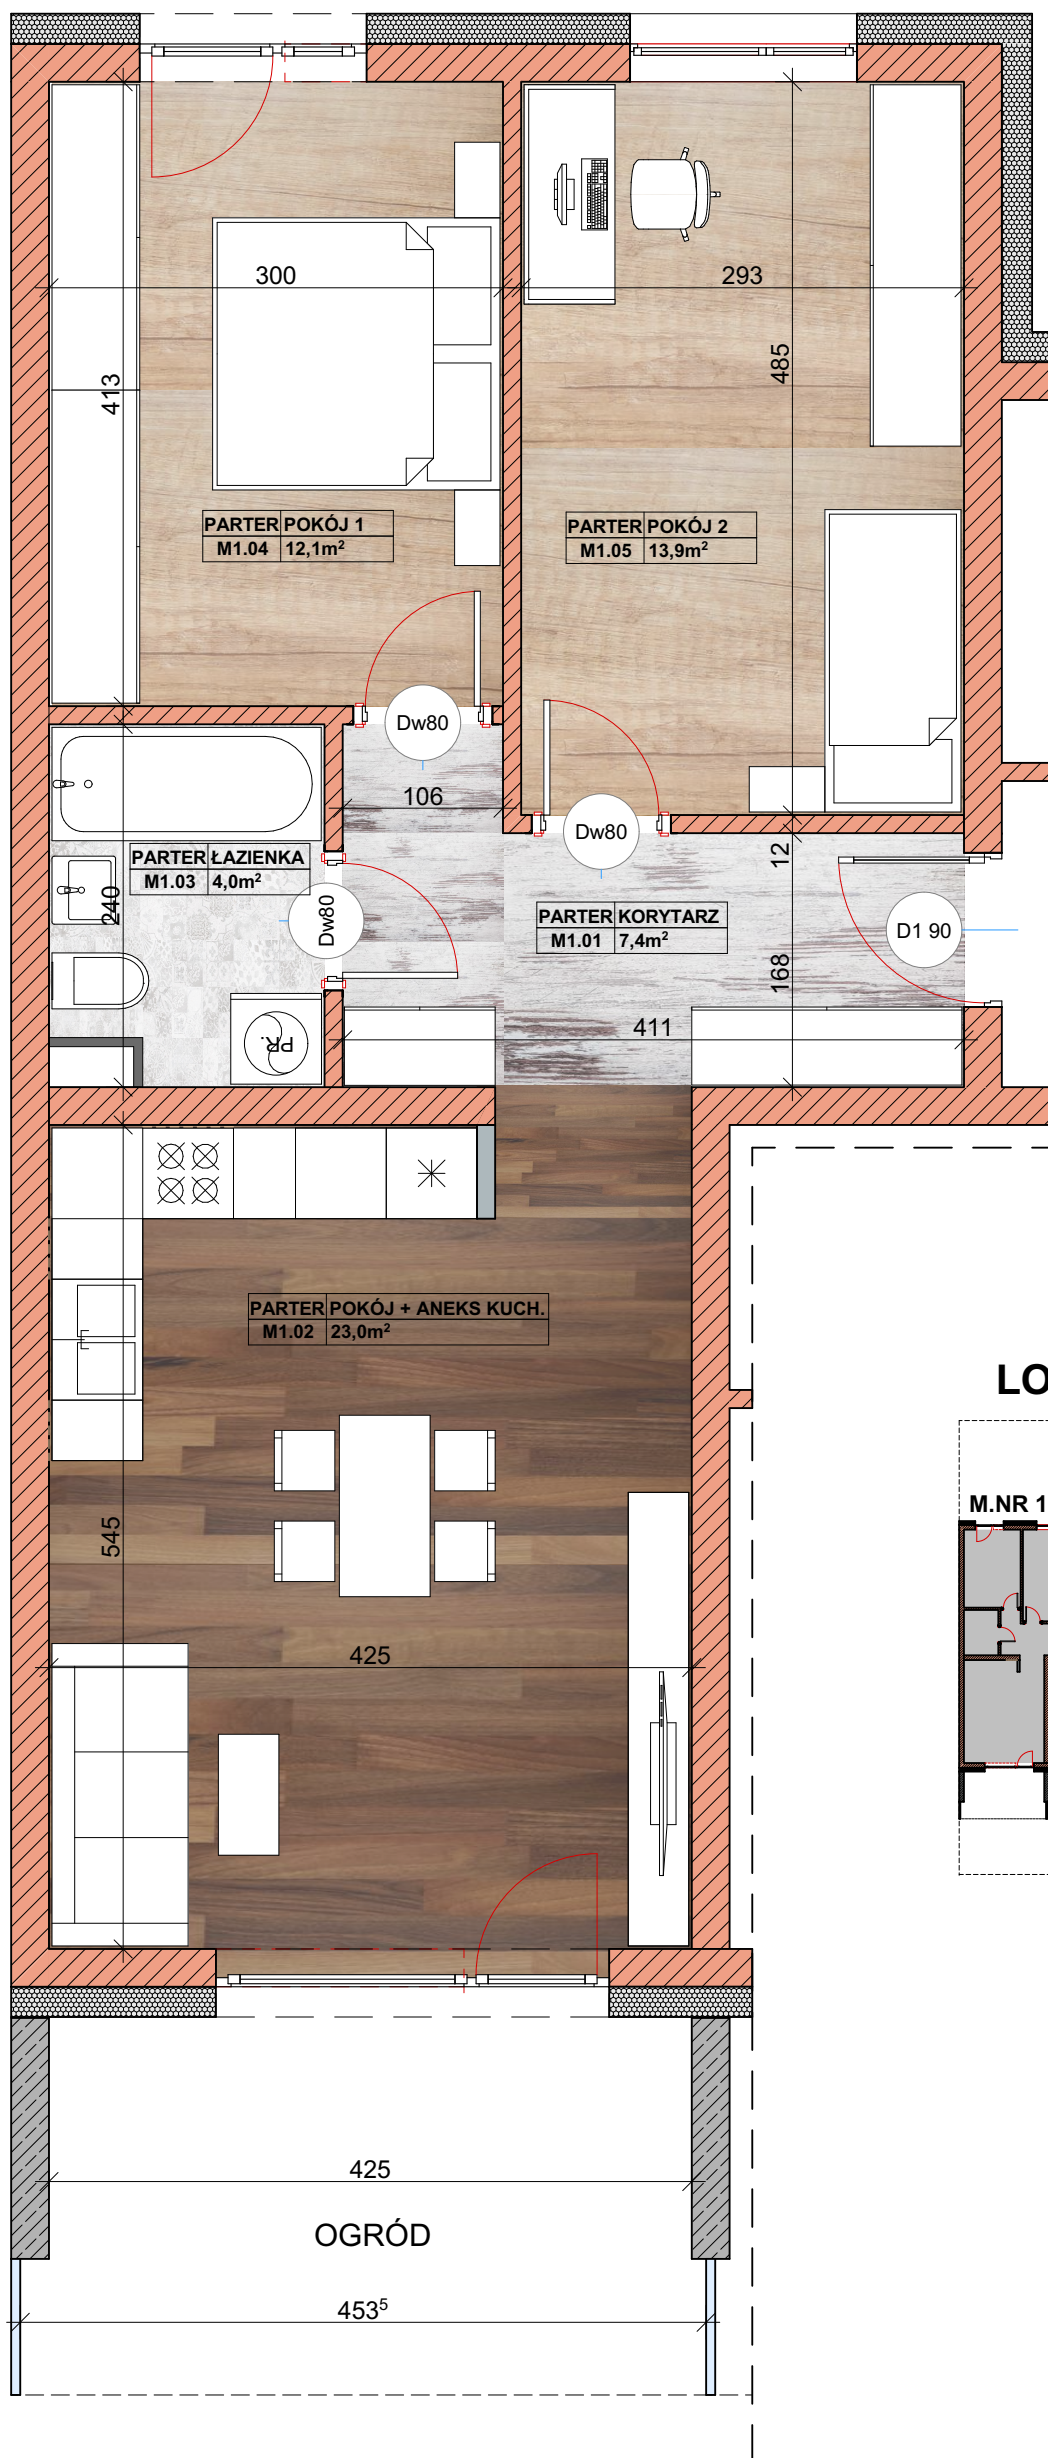 300
293
413
485
PARTER POKÓJ 1
M1.04 12,1m²
PARTER POKÓJ 2
M1.05 13,9m²
Dw80
106
Dw80
12
PARTER ŁAZIENKA
M1.03 4,0m²
240
Dw80
PARTER KORYTARZ
M1.01 7,4m²
D1 90
168
411
PR.
PARTER POKÓJ + ANEKS KUCH.
M1.02 23,0m²
LO
M.NR 1
545
425
425
OGRÓD
453⁵